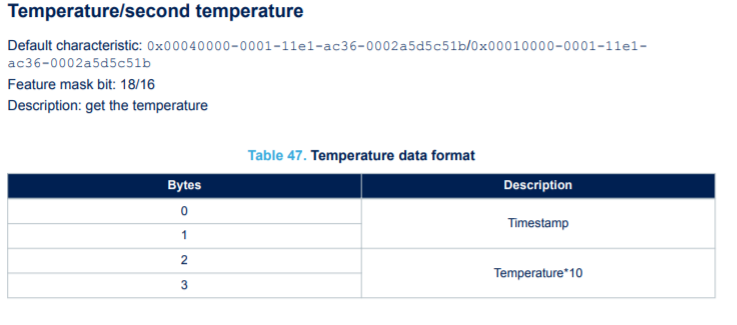 Temperature/second temperature
Default characteristic: 0x00040000-0001-11e1-ac36-0002a5d5c51b/0x00010000-0001-11e1-
ac36-0002a5d5c51b
Feature mask bit: 18/16
Description: get the temperature
Table 47. Temperature data format
Bytes Description
0
Timestamp
1
2
Temperature*10
3